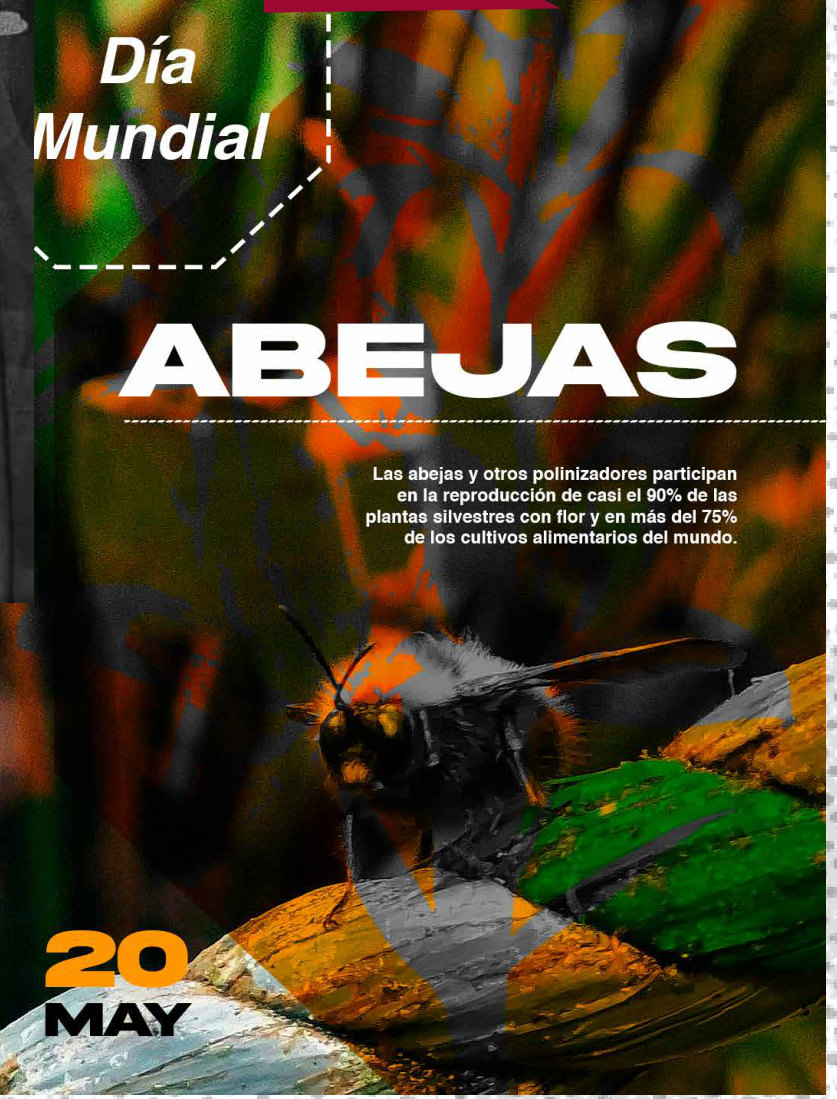 Día
Mundial
ABEJAS
Las abejas y otros polinizadores participan
en la reproducción de casi el 90% de las
plantas silvestres con flor y en más del 75%
de los cultivos alimentarios del mundo.
20
MAY